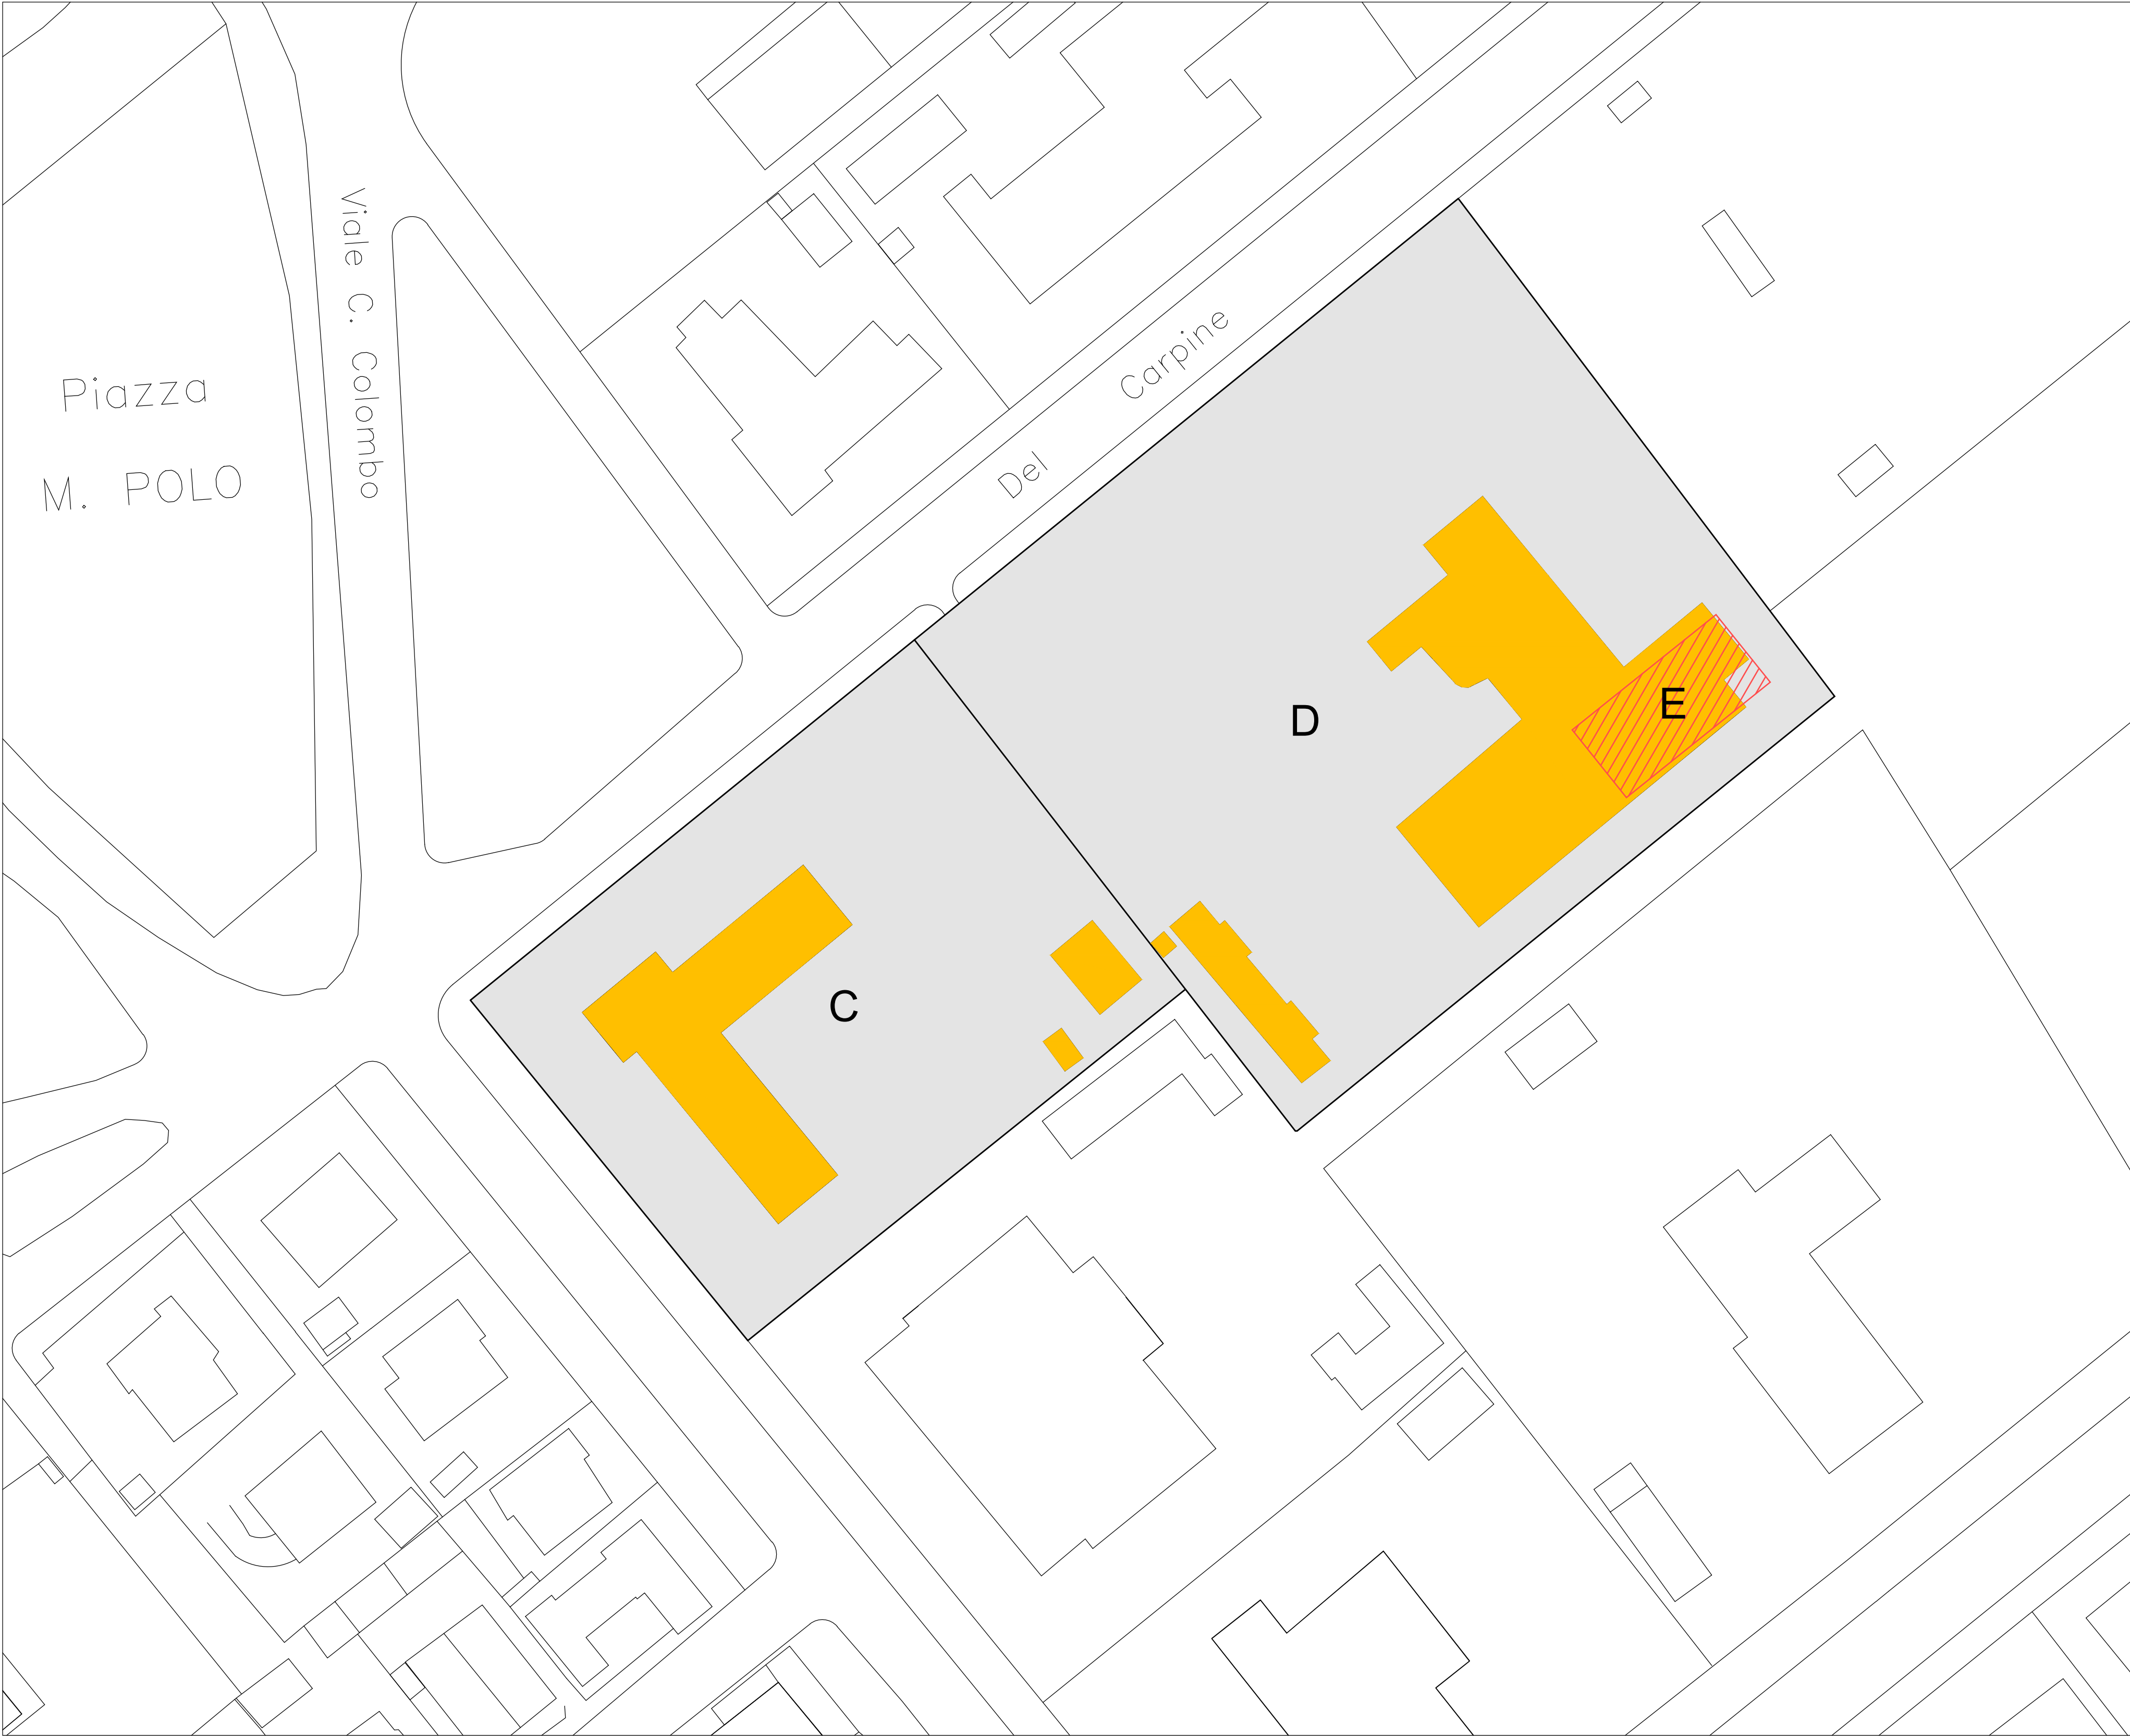 Viale C. Colombo
Piazza
M. POLO
Del Carpine
D
E
C